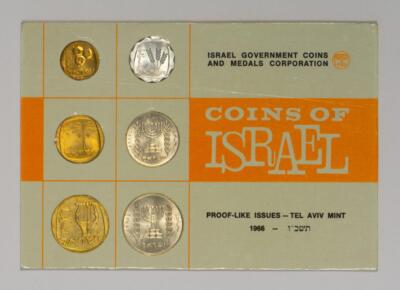 ISRAEL GOVERNMENT COINS
AND MEDALS CORPORATION
COINS OF
ISRAEL
PROOF-LIKE ISSUES – TEL AVIV MINT
1966 – תשכ"ו